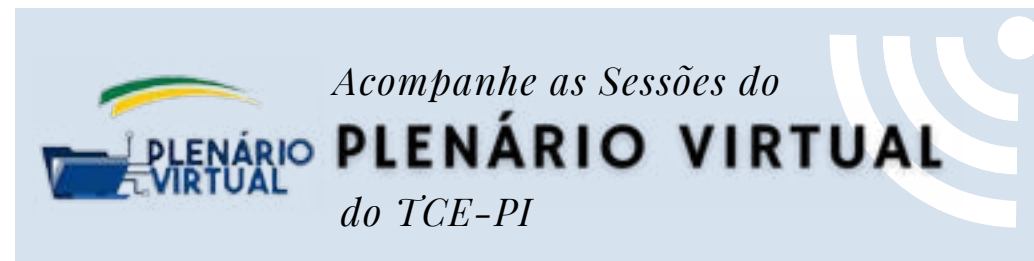 PLENÁRIO
VIRTUAL
Acompanhe as Sessões do
PLENÁRIO VIRTUAL
do TCE-PI